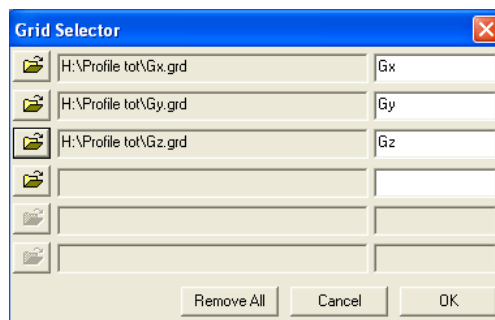 Grid Selector
H:\Profile tot\Gx.grd Gx
H:\Profile tot\Gy.grd Gy
H:\Profile tot\Gz.grd Gz
Remove All Cancel OK